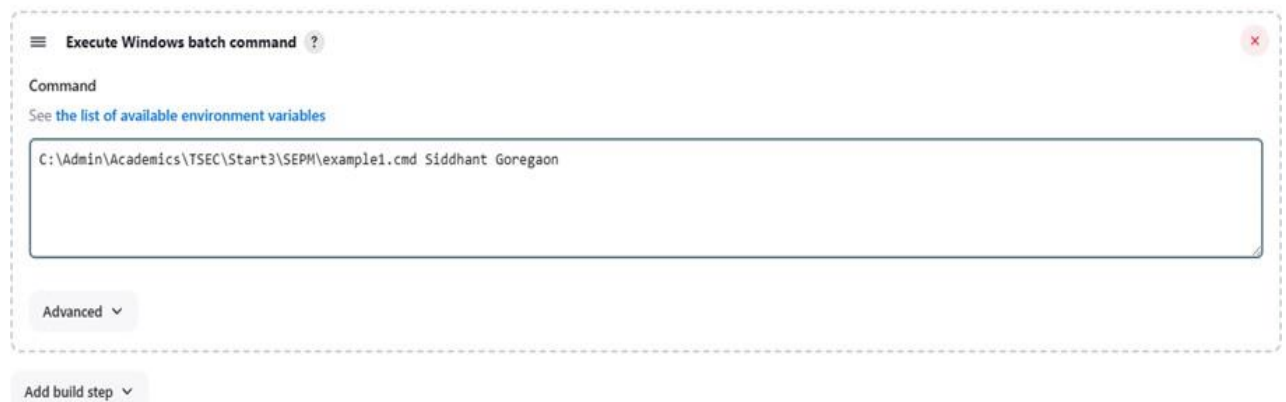 Execute Windows batch command ?
Command
See the list of available environment variables
C:\Admin\Academics\TSEC\Start3\SEPM\example1.cmd Siddhant Goregaon
Advanced
Add build step